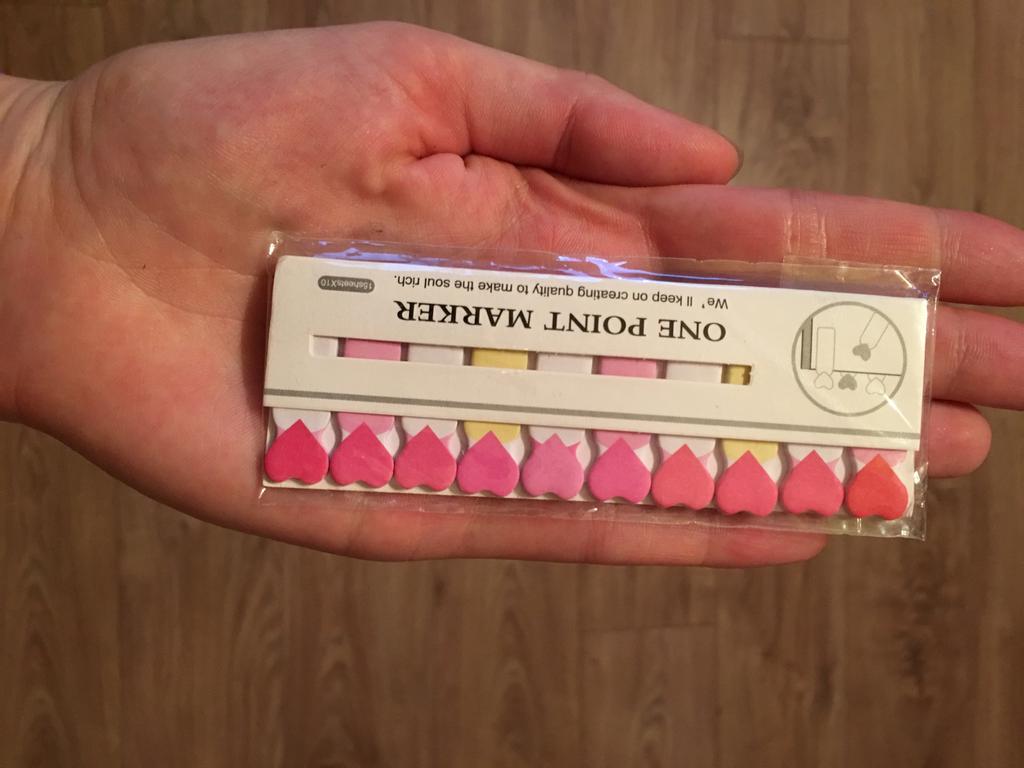 ONE POINT MARKER
We'll keep on creating quality to make the soul rich.
15sheetsX10